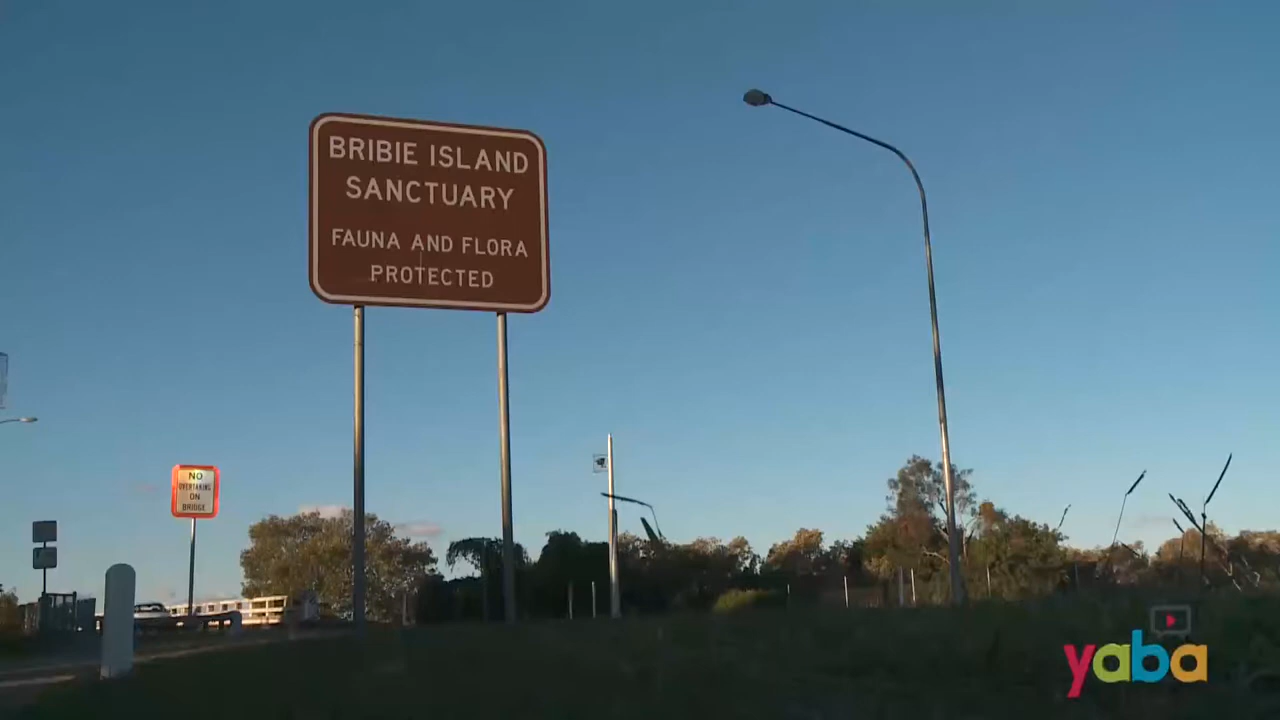 BRIBIE ISLAND
SANCTUARY
FAUNA AND FLORA
PROTECTED
NO
OVERTAKING
ON
BRIDGE
yaba